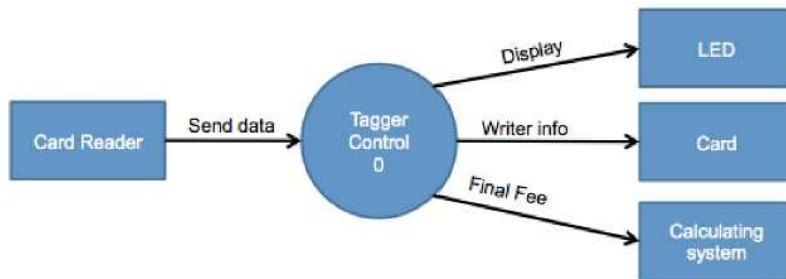 Card Reader
Send data
Tagger
Control
0
Display
LED
Writer info
Card
Final Fee
Calculating
system